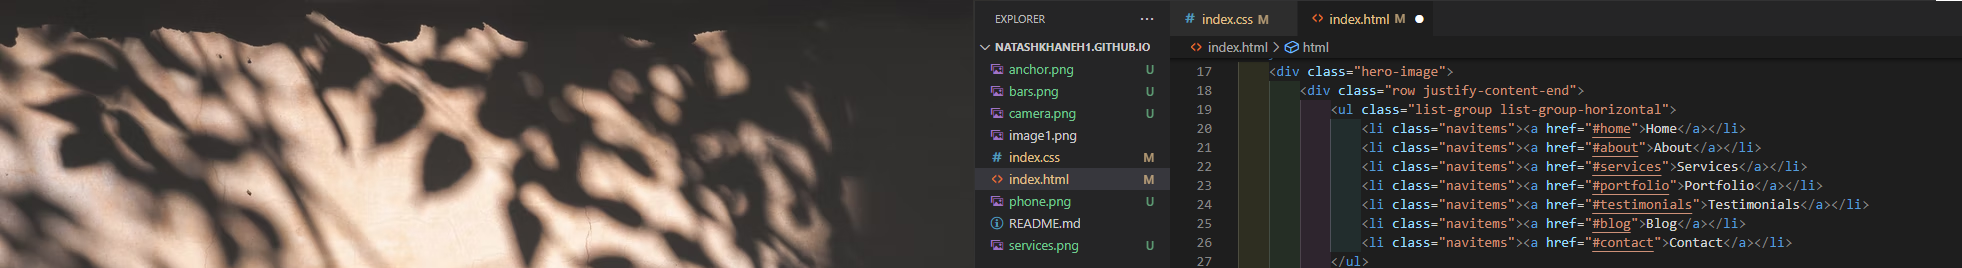 EXPLORER ...
NATASHKHANEH1.GITHUB.IO
anchor.png U
bars.png U
camera.png U
image1.png
# index.css M
<> index.html M
phone.png U
README.md
services.png U
# index.css M
<> index.html M ●
<> index.html > html
17 <div class="hero-image">
18 <div class="row justify-content-end">
19 <ul class="list-group list-group-horizontal">
20 <li class="navitems"><a href="#home">Home</a></li>
21 <li class="navitems"><a href="#about">About</a></li>
22 <li class="navitems"><a href="#services">Services</a></li>
23 <li class="navitems"><a href="#portfolio">Portfolio</a></li>
24 <li class="navitems"><a href="#testimonials">Testimonials</a></li>
25 <li class="navitems"><a href="#blog">Blog</a></li>
26 <li class="navitems"><a href="#contact">Contact</a></li>
27 </ul>